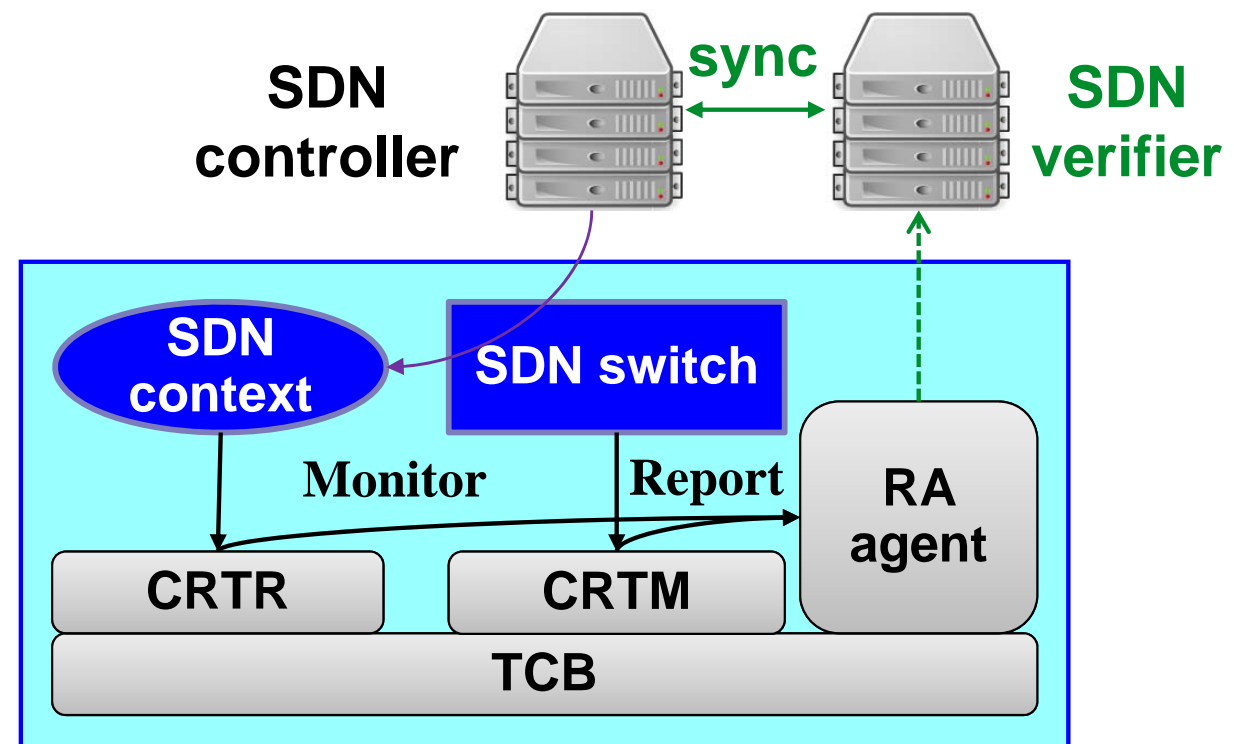 SDN
controller
sync
SDN
verifier
SDN
context
SDN switch
Monitor
Report
RA
agent
CRTR
CRTM
TCB